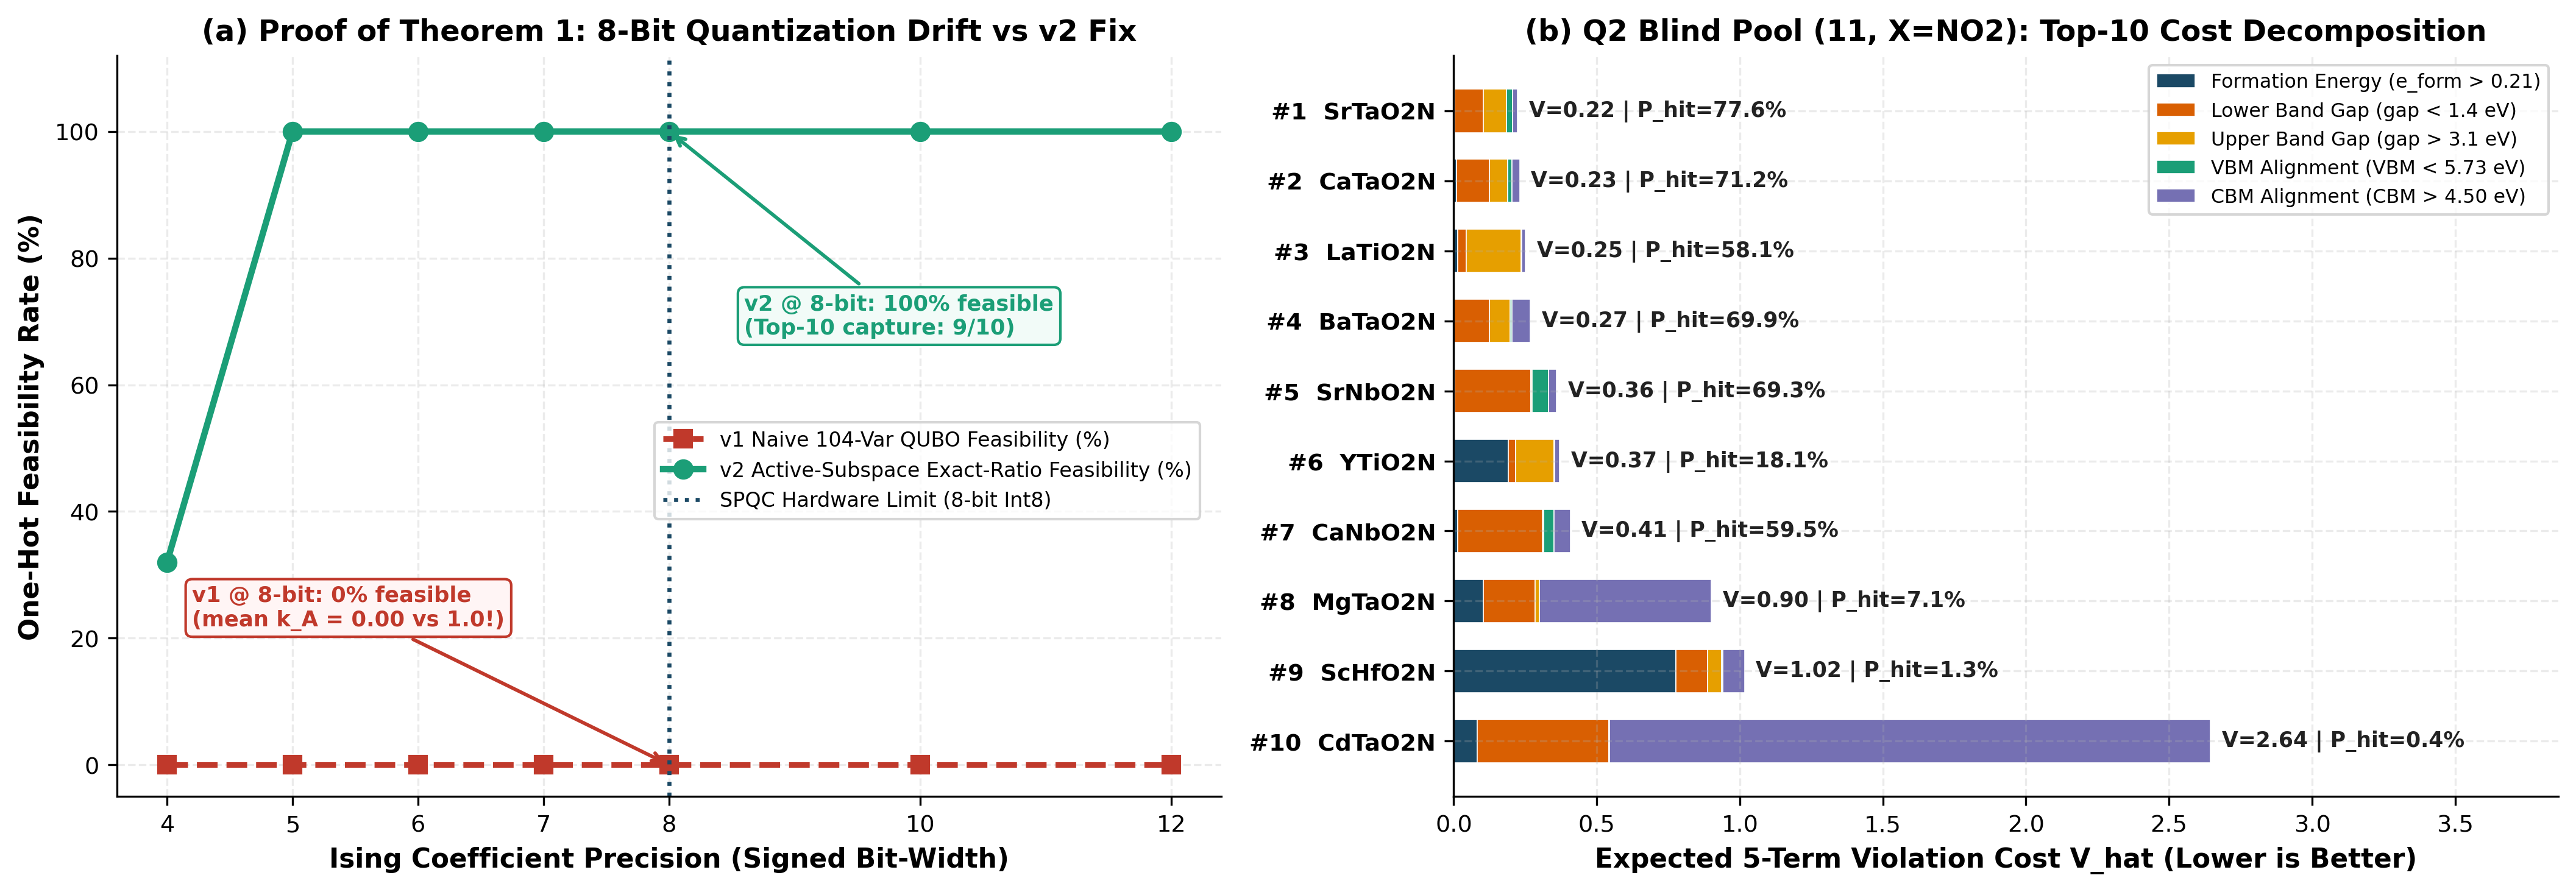 (a) Proof of Theorem 1: 8-Bit Quantization Drift vs v2 Fix
One-Hot Feasibility Rate (%)
100
80
60
40
20
0
v2 @ 8-bit: 100% feasible
(Top-10 capture: 9/10)
v1 Naive 104-Var QUBO Feasibility (%)
v2 Active-Subspace Exact-Ratio Feasibility (%)
SPQC Hardware Limit (8-bit Int8)
v1 @ 8-bit: 0% feasible
(mean k_A = 0.00 vs 1.0!)
4 5 6 7 8 10 12
Ising Coefficient Precision (Signed Bit-Width)
(b) Q2 Blind Pool (11, X=NO2): Top-10 Cost Decomposition
Formation Energy (e_form > 0.21)
Lower Band Gap (gap < 1.4 eV)
Upper Band Gap (gap > 3.1 eV)
VBM Alignment (VBM < 5.73 eV)
CBM Alignment (CBM > 4.50 eV)
#1 SrTaO2N V=0.22 | P_hit=77.6%
#2 CaTaO2N V=0.23 | P_hit=71.2%
#3 LaTiO2N V=0.25 | P_hit=58.1%
#4 BaTaO2N V=0.27 | P_hit=69.9%
#5 SrNbO2N V=0.36 | P_hit=69.3%
#6 YTiO2N V=0.37 | P_hit=18.1%
#7 CaNbO2N V=0.41 | P_hit=59.5%
#8 MgTaO2N V=0.90 | P_hit=7.1%
#9 ScHfO2N V=1.02 | P_hit=1.3%
#10 CdTaO2N V=2.64 | P_hit=0.4%
0.0 0.5 1.0 1.5 2.0 2.5 3.0 3.5
Expected 5-Term Violation Cost V_hat (Lower is Better)